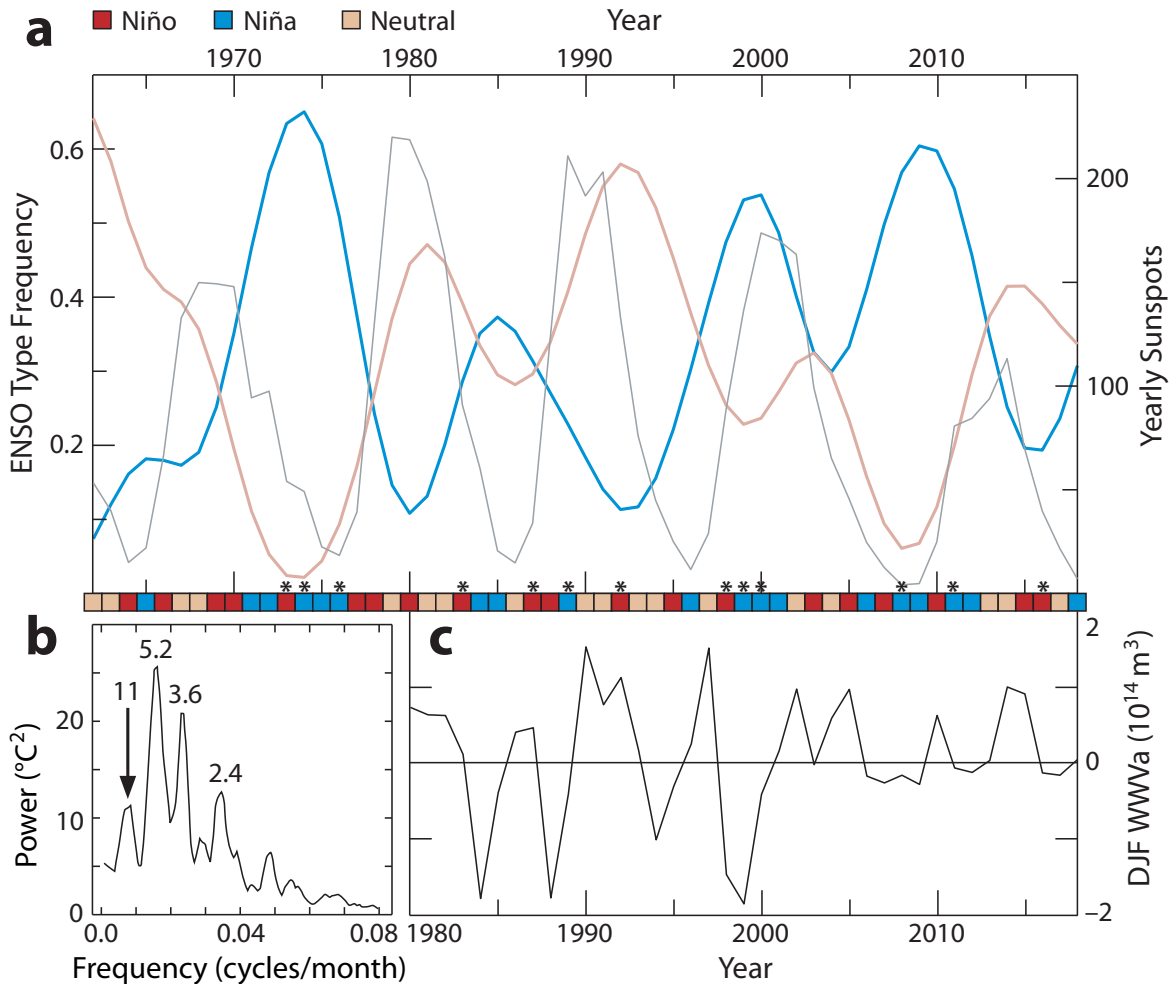 a
Niño Niña Neutral
Year
1970 1980 1990 2000 2010
ENSO Type Frequency
0.6
0.4
0.2
Yearly Sunspots
200
100
* * * * * * * * * * * * *
b
5.2
11
3.6
2.4
Power (°C²)
20
10
0
0.0 0.04 0.08
Frequency (cycles/month)
c
2
0
−2
DJF WWVa (10¹⁴ m³)
1980 1990 2000 2010
Year